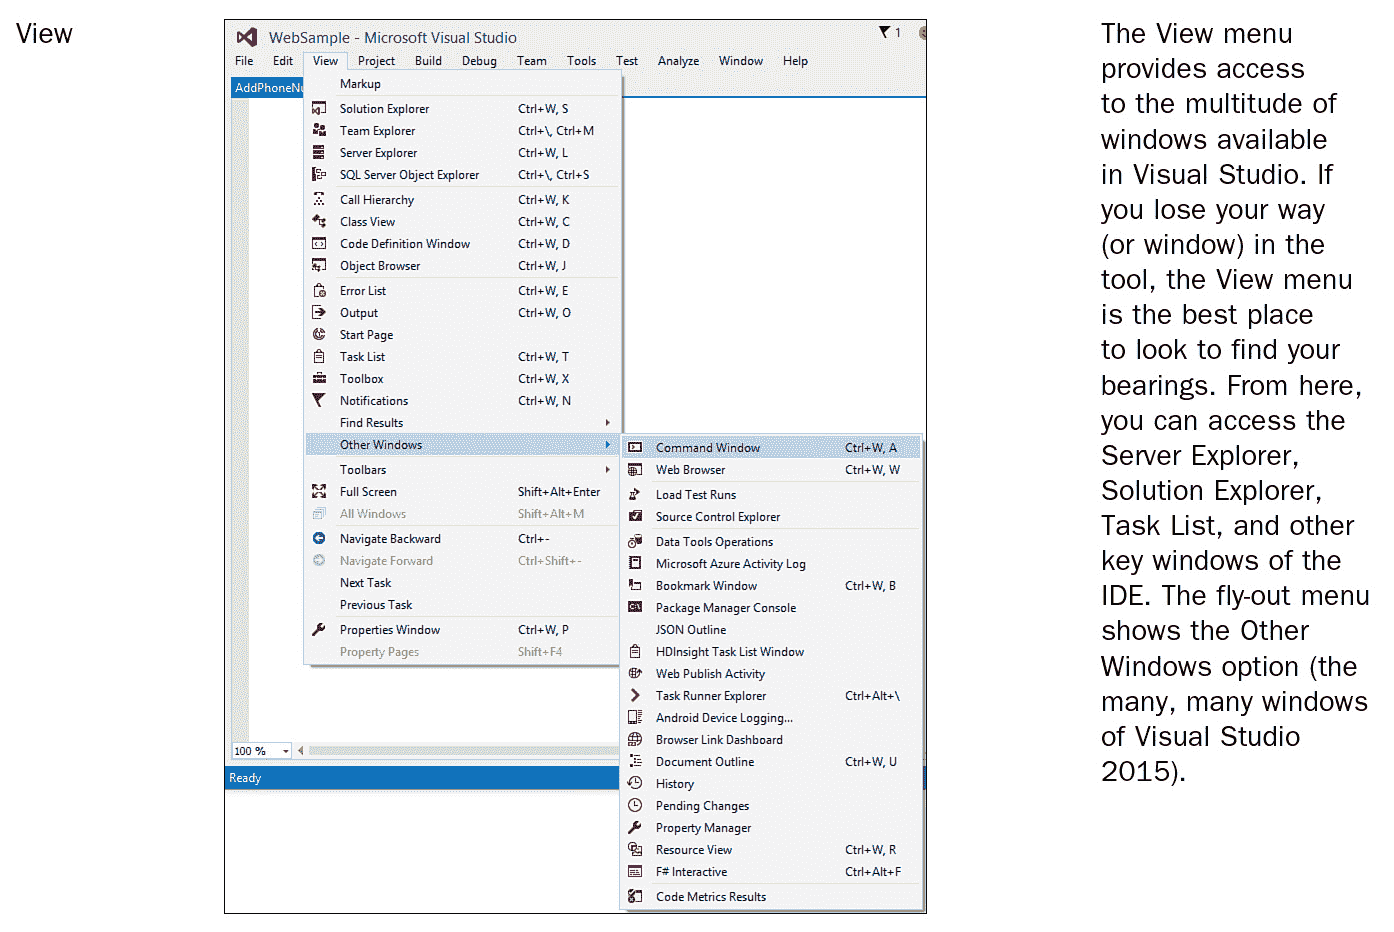 View
WebSample - Microsoft Visual Studio
1
File Edit View Project Build Debug Team Tools Test Analyze Window Help
AddPhoneNu
Markup
Solution Explorer Ctrl+W, S
Team Explorer Ctrl+\, Ctrl+M
Server Explorer Ctrl+W, L
SQL Server Object Explorer Ctrl+\, Ctrl+S
Call Hierarchy Ctrl+W, K
Class View Ctrl+W, C
Code Definition Window Ctrl+W, D
Object Browser Ctrl+W, J
Error List Ctrl+W, E
Output Ctrl+W, O
Start Page
Task List Ctrl+W, T
Toolbox Ctrl+W, X
Notifications Ctrl+W, N
Find Results
Other Windows
Toolbars
Full Screen Shift+Alt+Enter
All Windows Shift+Alt+M
Navigate Backward Ctrl+-
Navigate Forward Ctrl+Shift+-
Next Task
Previous Task
Properties Window Ctrl+W, P
Property Pages Shift+F4
Command Window Ctrl+W, A
Web Browser Ctrl+W, W
Load Test Runs
Source Control Explorer
Data Tools Operations
Microsoft Azure Activity Log
Bookmark Window Ctrl+W, B
Package Manager Console
JSON Outline
HDInsight Task List Window
Web Publish Activity
Task Runner Explorer Ctrl+Alt+\
Android Device Logging...
Browser Link Dashboard
Document Outline Ctrl+W, U
History
Pending Changes
Property Manager
Resource View Ctrl+W, R
F# Interactive Ctrl+Alt+F
Code Metrics Results
100 %
Ready
The View menu
provides access
to the multitude of
windows available
in Visual Studio. If
you lose your way
(or window) in the
tool, the View menu
is the best place
to look to find your
bearings. From here,
you can access the
Server Explorer,
Solution Explorer,
Task List, and other
key windows of the
IDE. The fly-out menu
shows the Other
Windows option (the
many, many windows
of Visual Studio
2015).